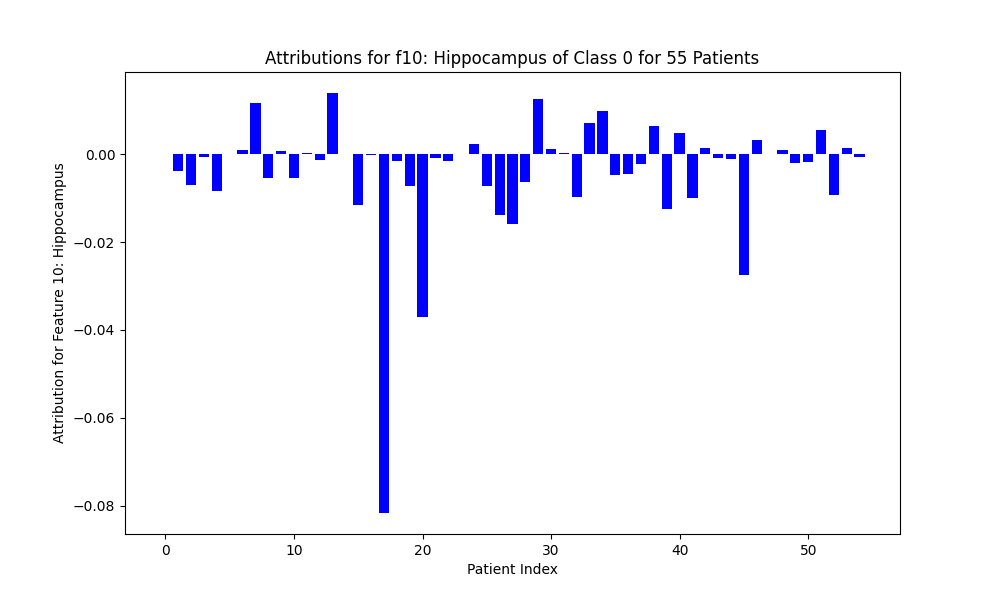 Attributions for f10: Hippocampus of Class 0 for 55 Patients
Attribution for Feature 10: Hippocampus
0.00
−0.02
−0.04
−0.06
−0.08
0 10 20 30 40 50
Patient Index